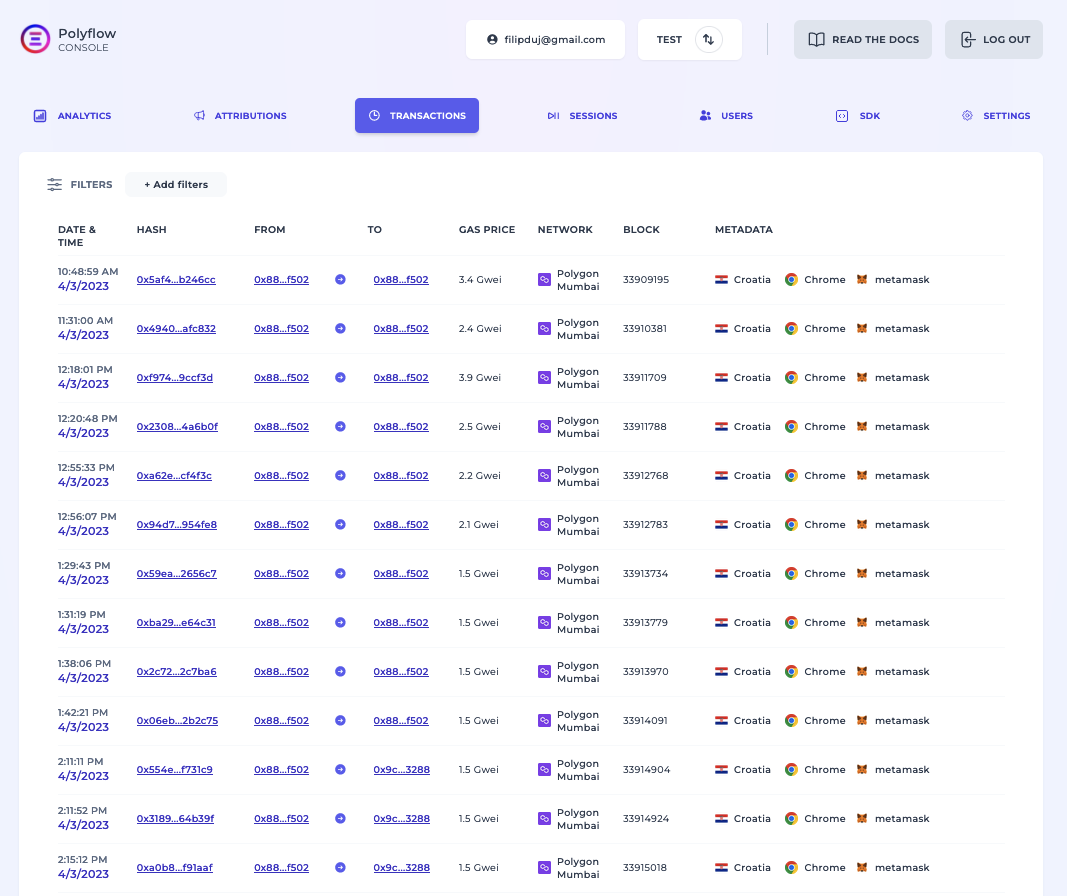 Polyflow
CONSOLE
filipduj@gmail.com
TEST
READ THE DOCS
LOG OUT
ANALYTICS
ATTRIBUTIONS
TRANSACTIONS
SESSIONS
USERS
SDK
SETTINGS
FILTERS
+ Add filters
DATE &
TIME
HASH
FROM
TO
GAS PRICE
NETWORK
BLOCK
METADATA
10:48:59 AM
4/3/2023
0x5af4...b246cc
0x88...f502
0x88...f502
3.4 Gwei
Polygon
Mumbai
33909195
Croatia
Chrome
metamask
11:31:00 AM
4/3/2023
0x4940...afc832
0x88...f502
0x88...f502
2.4 Gwei
Polygon
Mumbai
33910381
Croatia
Chrome
metamask
12:18:01 PM
4/3/2023
0xf974...9ccf3d
0x88...f502
0x88...f502
3.9 Gwei
Polygon
Mumbai
33911709
Croatia
Chrome
metamask
12:20:48 PM
4/3/2023
0x2308...4a6b0f
0x88...f502
0x88...f502
2.5 Gwei
Polygon
Mumbai
33911788
Croatia
Chrome
metamask
12:55:33 PM
4/3/2023
0xa62e...cf4f3c
0x88...f502
0x88...f502
2.2 Gwei
Polygon
Mumbai
33912768
Croatia
Chrome
metamask
12:56:07 PM
4/3/2023
0x94d7...954fe8
0x88...f502
0x88...f502
2.1 Gwei
Polygon
Mumbai
33912783
Croatia
Chrome
metamask
1:29:43 PM
4/3/2023
0x59ea...2656c7
0x88...f502
0x88...f502
1.5 Gwei
Polygon
Mumbai
33913734
Croatia
Chrome
metamask
1:31:19 PM
4/3/2023
0xba29...e64c31
0x88...f502
0x88...f502
1.5 Gwei
Polygon
Mumbai
33913779
Croatia
Chrome
metamask
1:38:06 PM
4/3/2023
0x2c72...2c7ba6
0x88...f502
0x88...f502
1.5 Gwei
Polygon
Mumbai
33913970
Croatia
Chrome
metamask
1:42:21 PM
4/3/2023
0x06eb...2b2c75
0x88...f502
0x88...f502
1.5 Gwei
Polygon
Mumbai
33914091
Croatia
Chrome
metamask
2:11:11 PM
4/3/2023
0x554e...f731c9
0x88...f502
0x9c...3288
1.5 Gwei
Polygon
Mumbai
33914904
Croatia
Chrome
metamask
2:11:52 PM
4/3/2023
0x3189...64b39f
0x88...f502
0x9c...3288
1.5 Gwei
Polygon
Mumbai
33914924
Croatia
Chrome
metamask
2:15:12 PM
4/3/2023
0xa0b8...f91aaf
0x88...f502
0x9c...3288
1.5 Gwei
Polygon
Mumbai
33915018
Croatia
Chrome
metamask